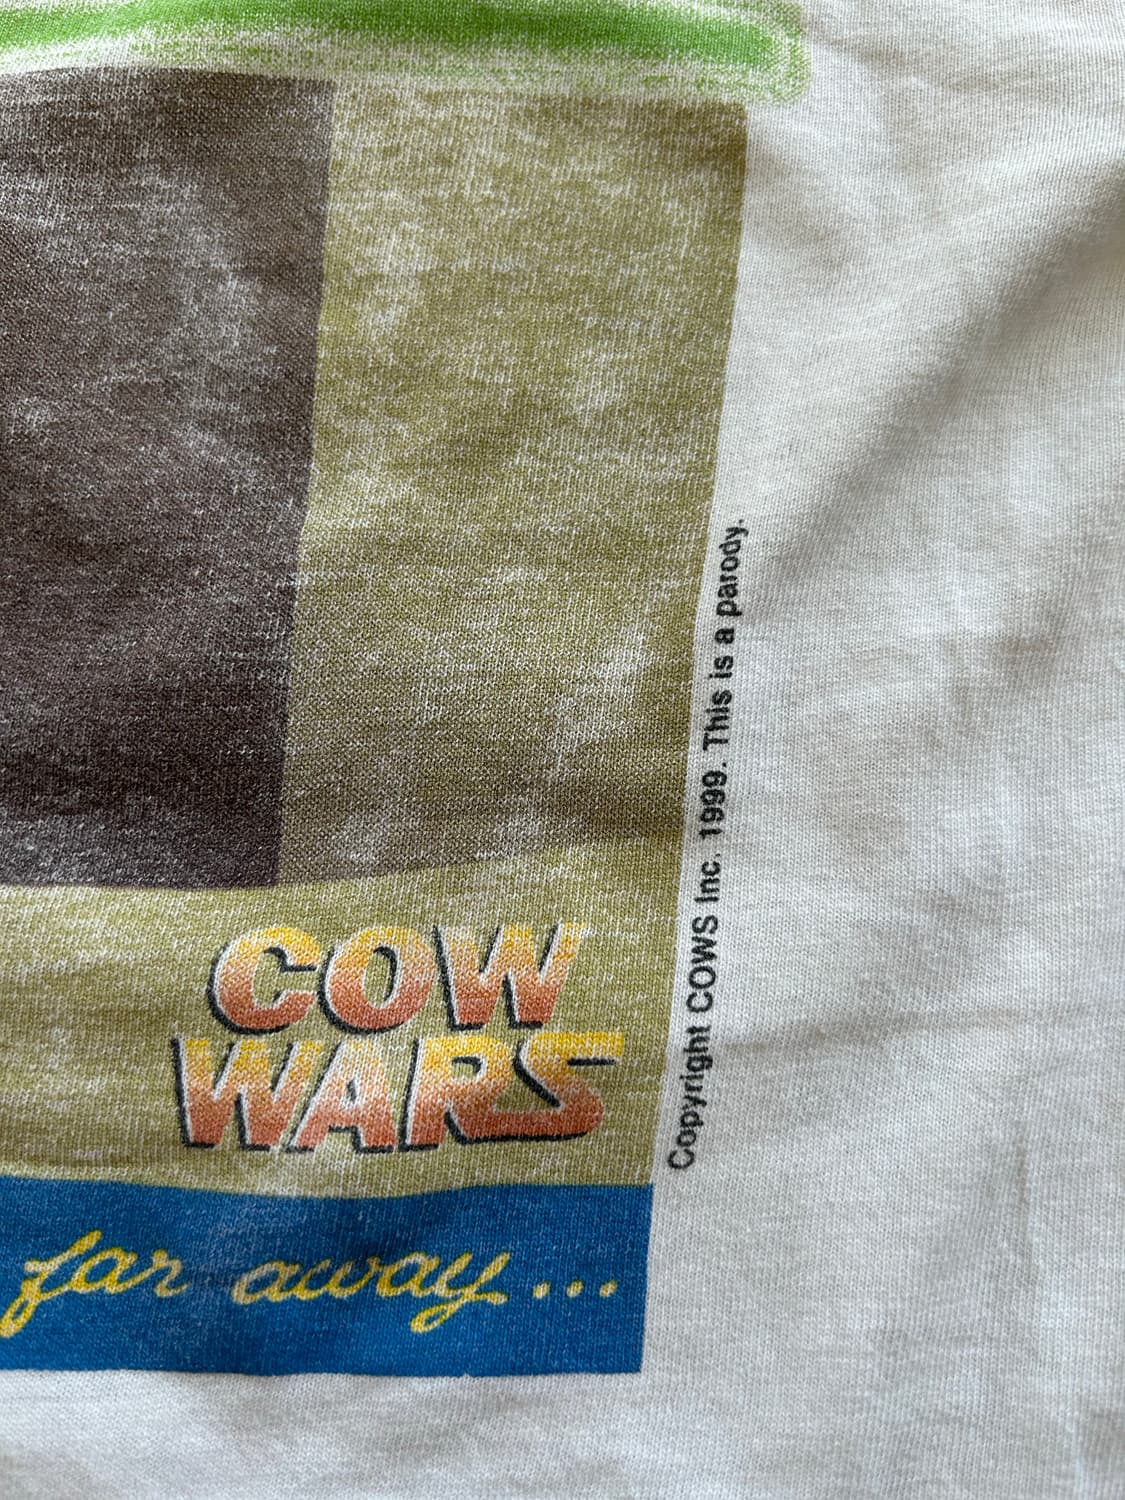 COW
WARS
far away...
Copyright COWS Inc. 1999. This is a parody.